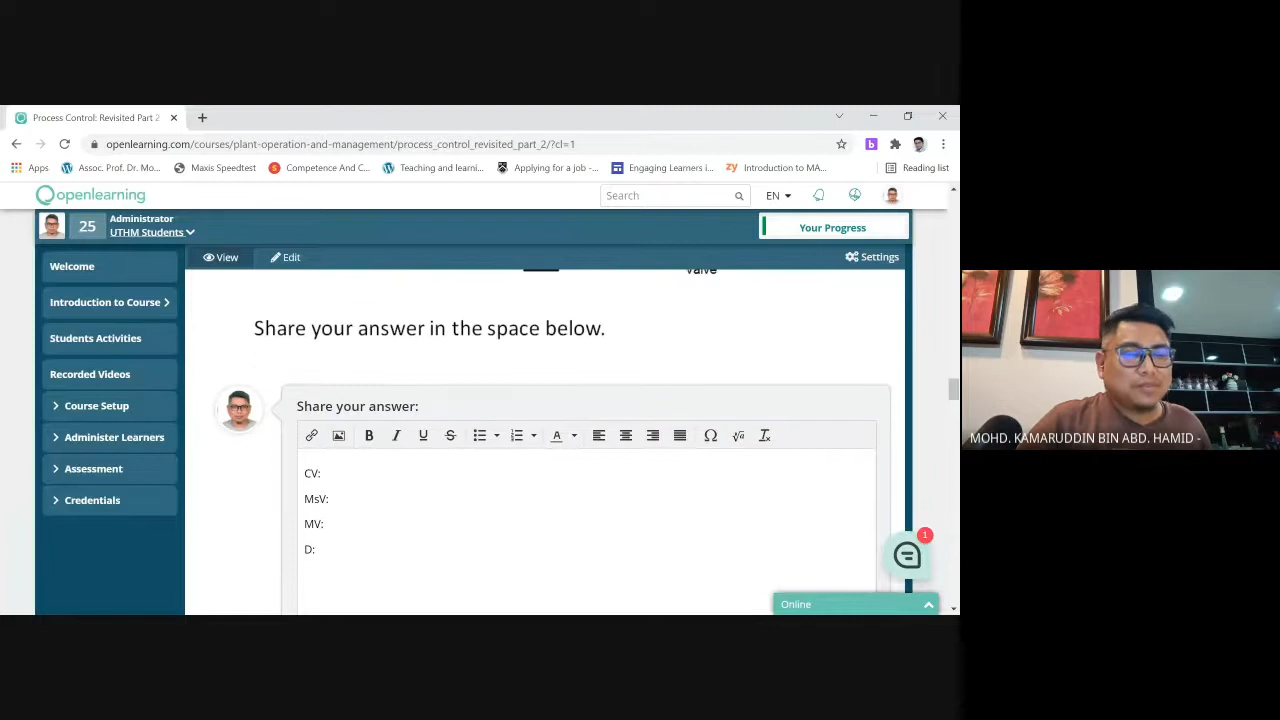 Process Control: Revisited Part 2
openlearning.com/courses/plant-operation-and-management/process_control_revisited_part_2/?cl=1
Apps Assoc. Prof. Dr. Mo... Maxis Speedtest Competence And C... Teaching and learni... Applying for a job -... Engaging Learners i... Introduction to MA... Reading list
openlearning Search EN
25 Administrator
UTHM Students
Your Progress
View Edit Settings
Welcome
Introduction to Course
Students Activities
Recorded Videos
Course Setup
Administer Learners
Assessment
Credentials
valve
Share your answer in the space below.
Share your answer:
B I U S A Ω √a Tx
CV:
MsV:
MV:
D:
1
Online
MOHD. KAMARUDDIN BIN ABD. HAMID -